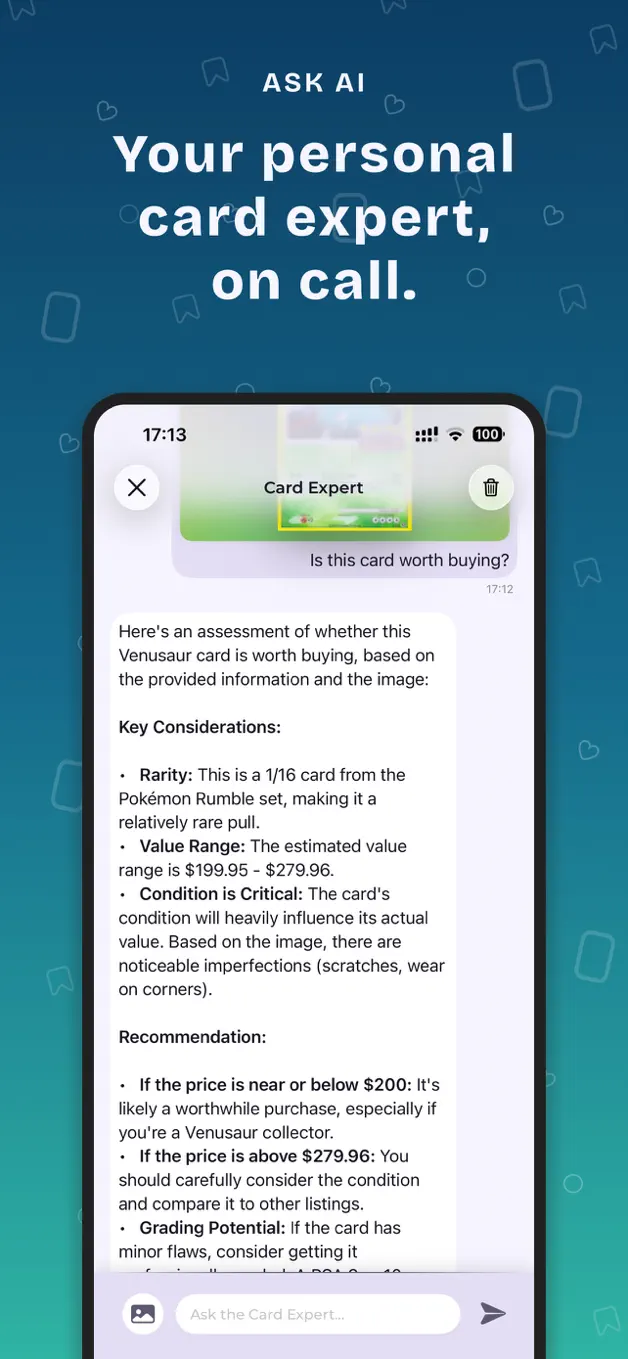 ASK AI
Your personal
card expert,
on call.
17:13
100
Card Expert
Is this card worth buying?
17:12
Here's an assessment of whether this
Venusaur card is worth buying, based on
the provided information and the image:
Key Considerations:
• Rarity: This is a 1/16 card from the
Pokémon Rumble set, making it a
relatively rare pull.
• Value Range: The estimated value
range is $199.95 - $279.96.
• Condition is Critical: The card's
condition will heavily influence its actual
value. Based on the image, there are
noticeable imperfections (scratches, wear
on corners).
Recommendation:
• If the price is near or below $200: It's
likely a worthwhile purchase, especially if
you're a Venusaur collector.
• If the price is above $279.96: You
should carefully consider the condition
and compare it to other listings.
• Grading Potential: If the card has
minor flaws, consider getting it
Ask the Card Expert...